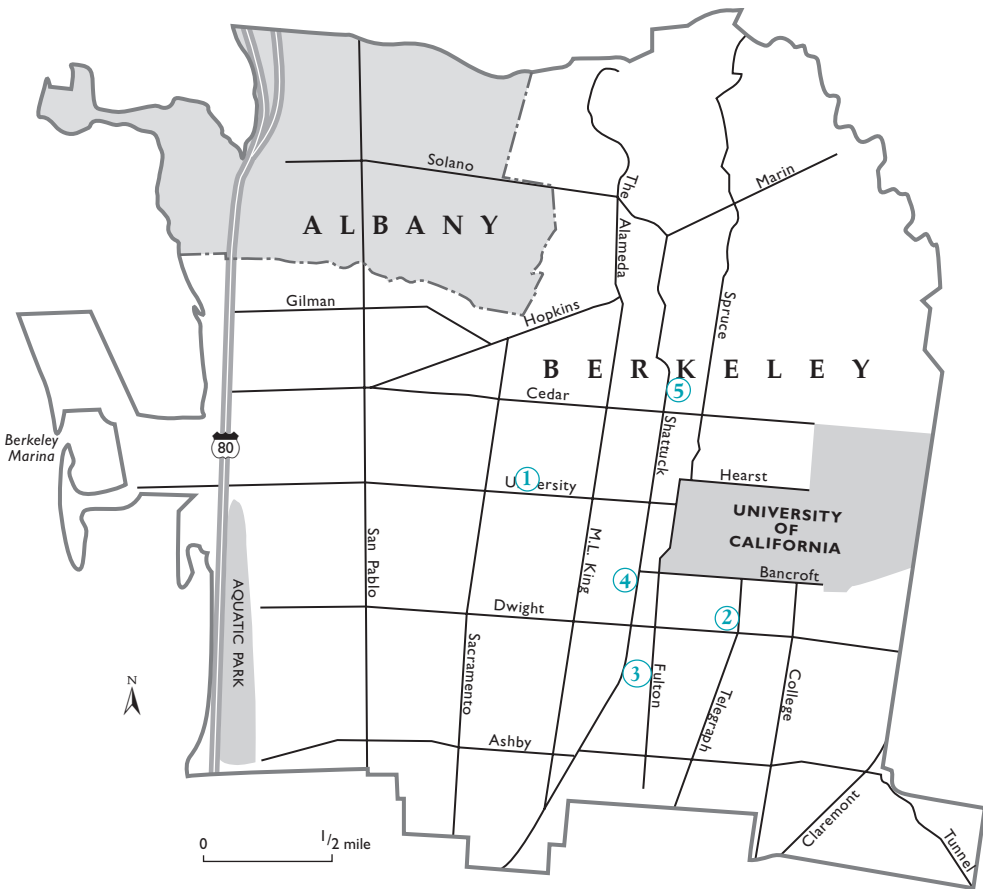 Solano
The
Marin
ALBANY
Alameda
Gilman
Hopkins
Spruce
BERKELEY
5
Cedar
Shattuck
Berkeley
Marina
80
1
Hearst
UNIVERSITY
OF
CALIFORNIA
San Pablo
M.L. King
4
Bancroft
AQUATIC PARK
Dwight
2
Sacramento
3
Fulton
College
Telegraph
N
Ashby
Claremont
Tunnel
0
1/2 mile